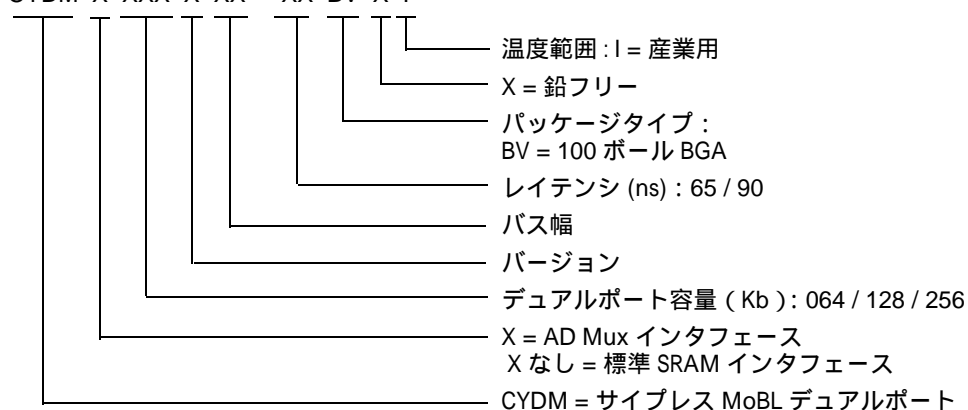 温度範囲 : I = 産業用
X = 鉛フリー
パッケージタイプ :
BV = 100 ボール BGA
レイテンシ (ns) : 65 / 90
バス幅
バージョン
デュアルポート容量 ( Kb ) : 064 / 128 / 256
X = AD Mux インタフェース
X なし = 標準 SRAM インタフェース
CYDM = サイプレス MoBL デュアルポート